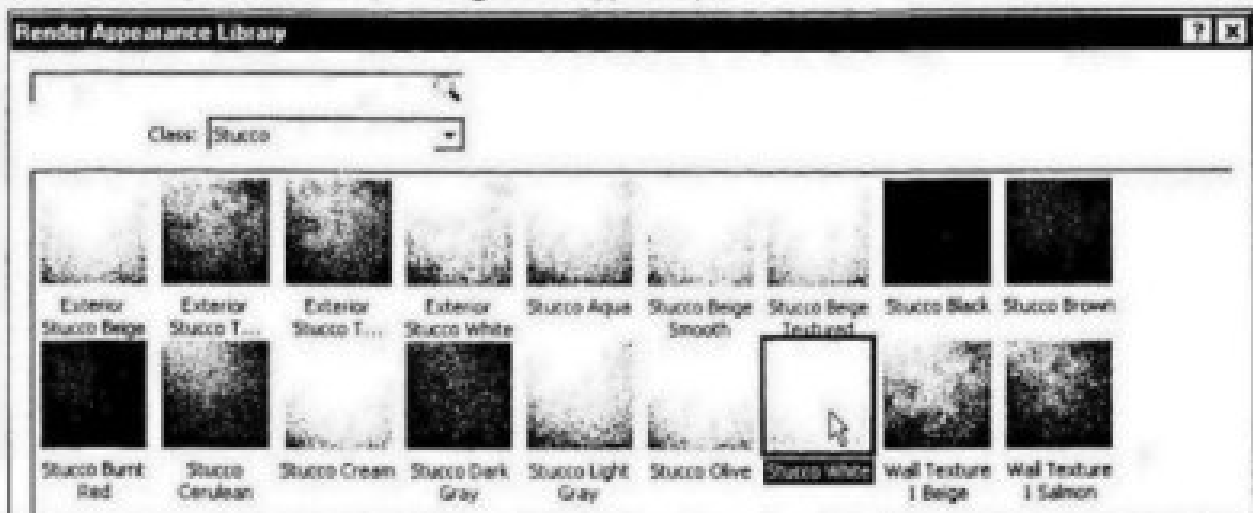 Render Appearance Library
Class: Stucco
Exterior Stucco Beige
Exterior Stucco T...
Exterior Stucco T...
Exterior Stucco White
Stucco Aqua
Stucco Beige Smooth
Stucco Beige Textured
Stucco Black
Stucco Brown
Stucco Burnt Red
Stucco Cerulean
Stucco Cream
Stucco Dark Gray
Stucco Light Gray
Stucco Olive
Stucco White
Wall Texture 1 Beige
Wall Texture 1 Salmon